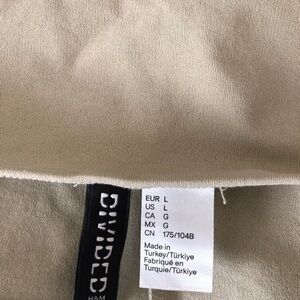 DIVIDED
H&M
EUR L
US L
CA G
MX G
CN 175/104B
Made in
Turkey/Türkiye
Fabriqué en
Turquie/Türkiye